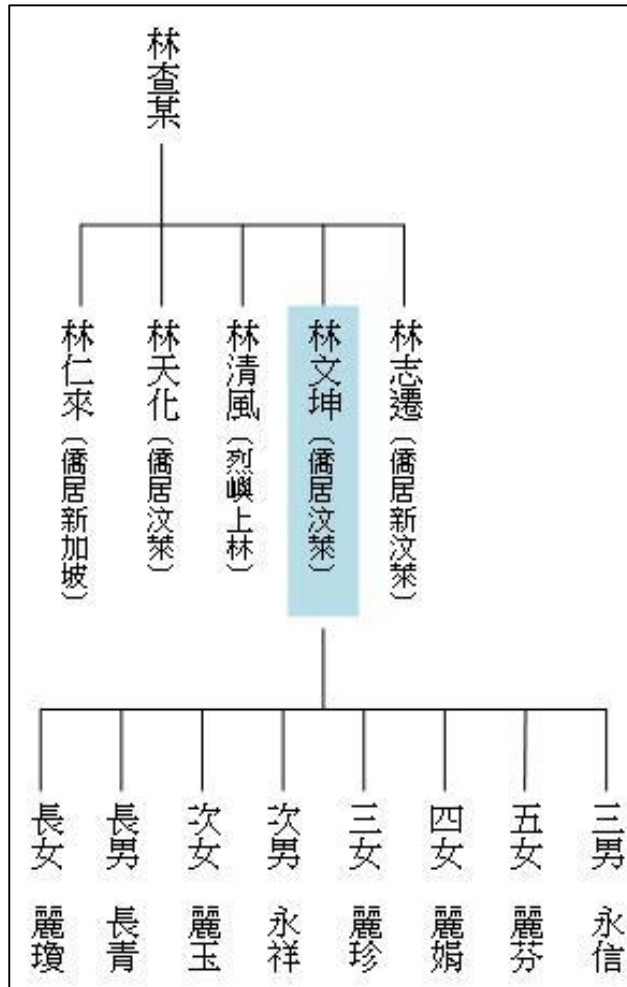 林查某
林仁來（僑居新加坡）
林天化（僑居汶萊）
林清風（烈嶼上林）
林文坤（僑居汶萊）
林志遷（僑居新汶萊）
長女 麗瓊
長男 長青
次女 麗玉
次男 永祥
三女 麗珍
四女 麗娟
五女 麗芬
三男 永信